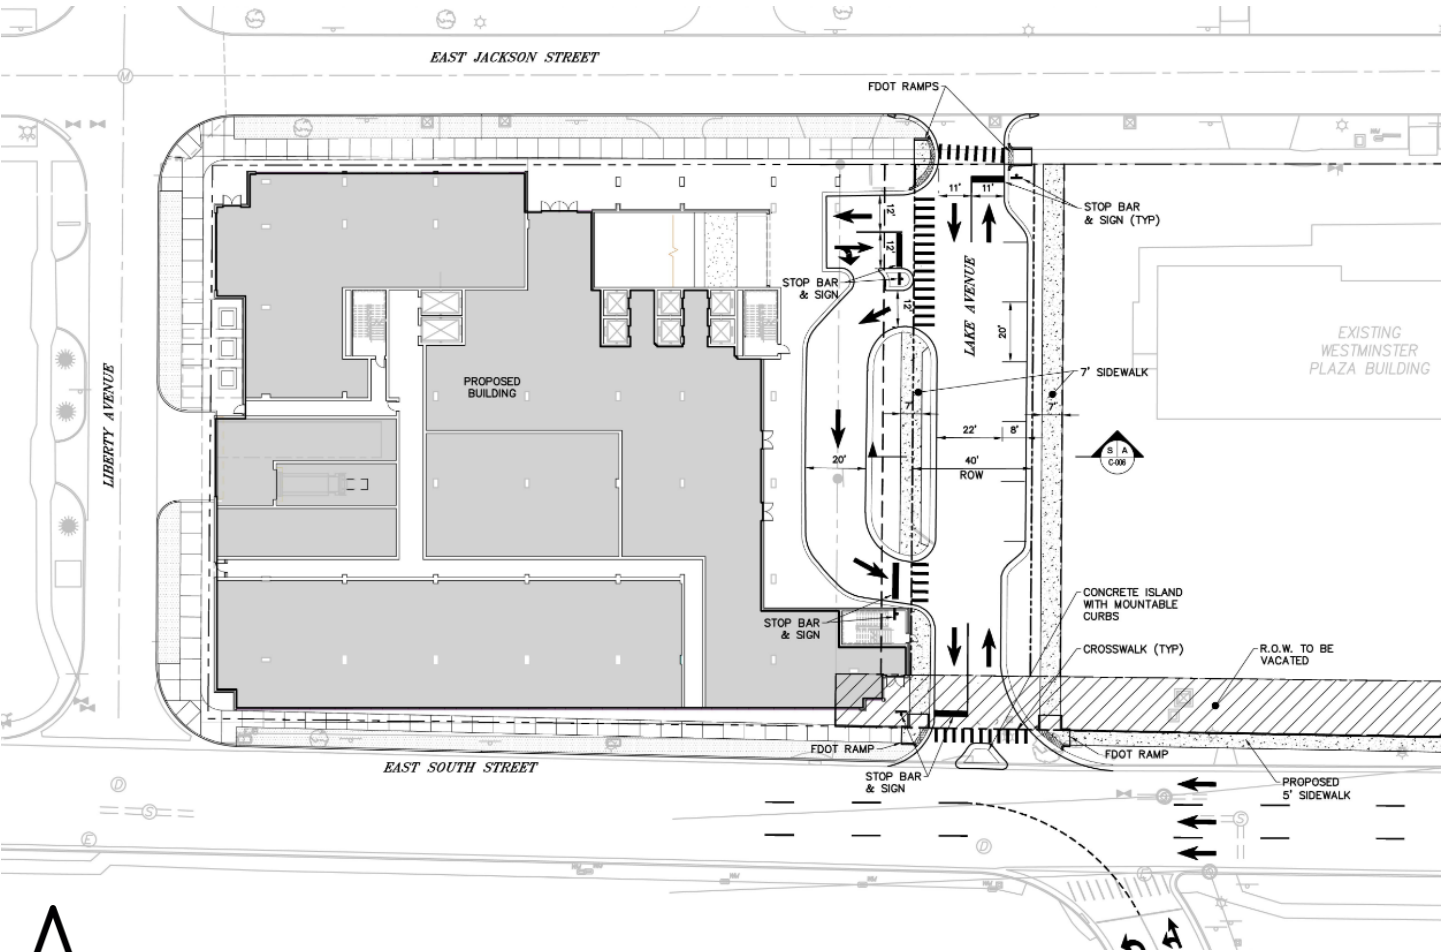 EAST JACKSON STREET
M
FDOT RAMPS
11'
11'
STOP BAR
& SIGN (TYP)
12'
12'
STOP BAR
& SIGN
12'
LAKE AVENUE
20'
EXISTING
WESTMINSTER
PLAZA BUILDING
PROPOSED
BUILDING
LIBERTY AVENUE
7' SIDEWALK
7'
7'
22'
8'
20'
40'
ROW
S A
C-006
CONCRETE ISLAND
WITH MOUNTABLE
CURBS
STOP BAR
& SIGN
CROSSWALK (TYP)
R.O.W. TO BE
VACATED
FDOT RAMP
FDOT RAMP
EAST SOUTH STREET
STOP BAR
& SIGN
PROPOSED
5' SIDEWALK
D
S
S
E
D